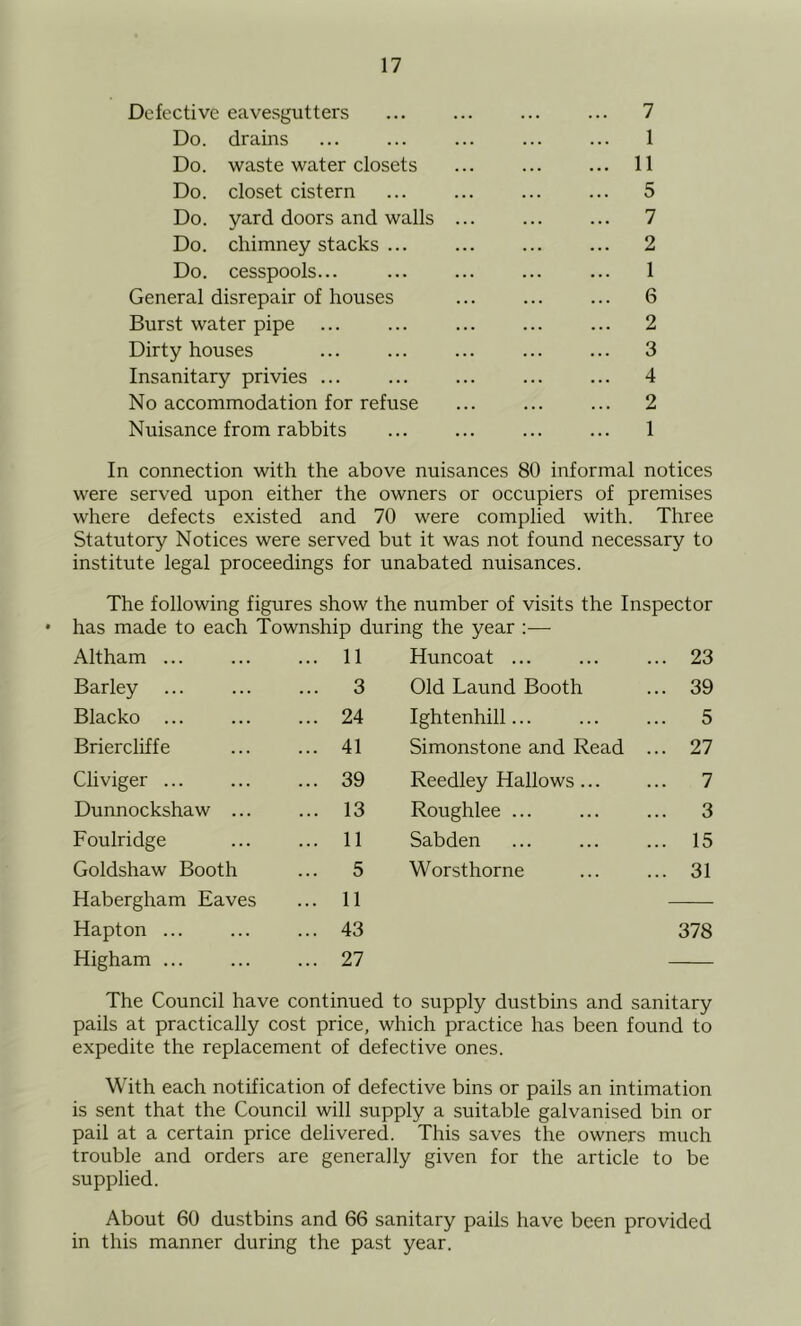 17
Defective eavesgutters ... ... ... ... 7
Do. drains ... ... ... ... ... 1
Do. waste water closets ... ... ... 11
Do. closet cistern ... ... ... ... 5
Do. yard doors and walls ... ... ... 7
Do. chimney stacks ... ... ... ... 2
Do. cesspools... ... ... ... ... 1
General disrepair of houses ... ... ... 6
Burst water pipe ... ... ... ... ... 2
Dirty houses ... ... ... ... ... 3
Insanitary privies ... ... ... ... ... 4
No accommodation for refuse ... ... ... 2
Nuisance from rabbits ... ... ... ... 1
In connection with the above nuisances 80 informal notices
were served upon either the owners or occupiers of premises
where defects existed and 70 were complied with. Three
Statutory Notices were served but it was not found necessary to
institute legal proceedings for unabated nuisances.
The following figures show the number of visits the Inspector
has made to each Township during the year :—
Altham ... ... ... 11 Huncoat ... ... ... 23
Barley ... ... ... 3 Old Laund Booth ... 39
Blacko ... ... ... 24 Ightenhill ... ... ... 5
Briercliffe ... ... 41 Simonstone and Read ... 27
Cliviger ... ... ... 39 Reedley Hallows ... ... 7
Dunnockshaw ... ... 13 Roughlee ... ... ... 3
Foulridge ... ... 11 Sabden ... ... ... 15
Goldshaw Booth ... 5 Worsthorne ... ... 31
Habergham Eaves ... 11
Hapton ... ... ... 43 378
Higham ... ... ... 27
The Council have continued to supply dustbins and sanitary
pails at practically cost price, which practice has been found to
expedite the replacement of defective ones.
With each notification of defective bins or pails an intimation
is sent that the Council will supply a suitable galvanised bin or
pail at a certain price delivered. This saves the owners much
trouble and orders are generally given for the article to be
supplied.
About 60 dustbins and 66 sanitary pails have been provided
in this manner during the past year.